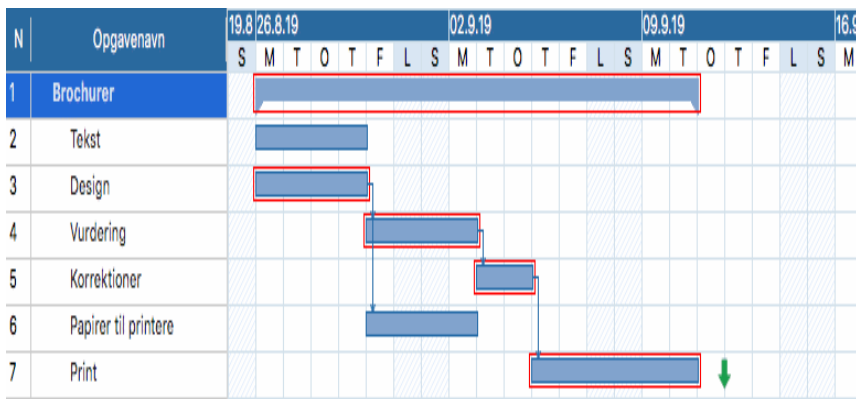 N Opgavenavn 19.8 26.8.19 02.9.19 09.9.19 16.9
S M T O T F L S M T O T F L S M T O T F L S M
1 Brochurer
2 Tekst
3 Design
4 Vurdering
5 Korrektioner
6 Papirer til printere
7 Print